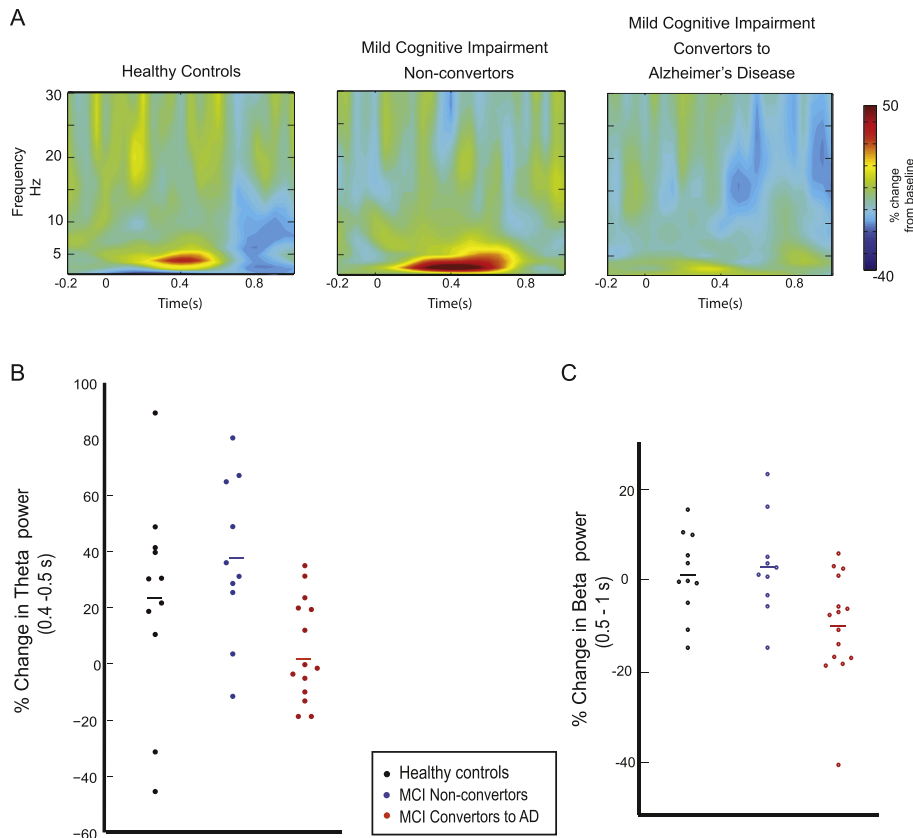 A
Healthy Controls
Mild Cognitive Impairment
Non-convertors
Mild Cognitive Impairment
Convertors to
Alzheimer's Disease
30
20
10
5
Frequency
Hz
-0.2 0 0.4 0.8
Time(s)
-0.2 0 0.4 0.8
Time(s)
-0.2 0 0.4 0.8
Time(s)
50
-40
% change
from baseline
B
100
80
60
40
20
0
−20
−40
−60
% Change in Theta power
(0.4 -0.5 s)
C
20
0
−20
−40
% Change in Beta power
(0.5 - 1 s)
Healthy controls
MCI Non-convertors
MCI Convertors to AD